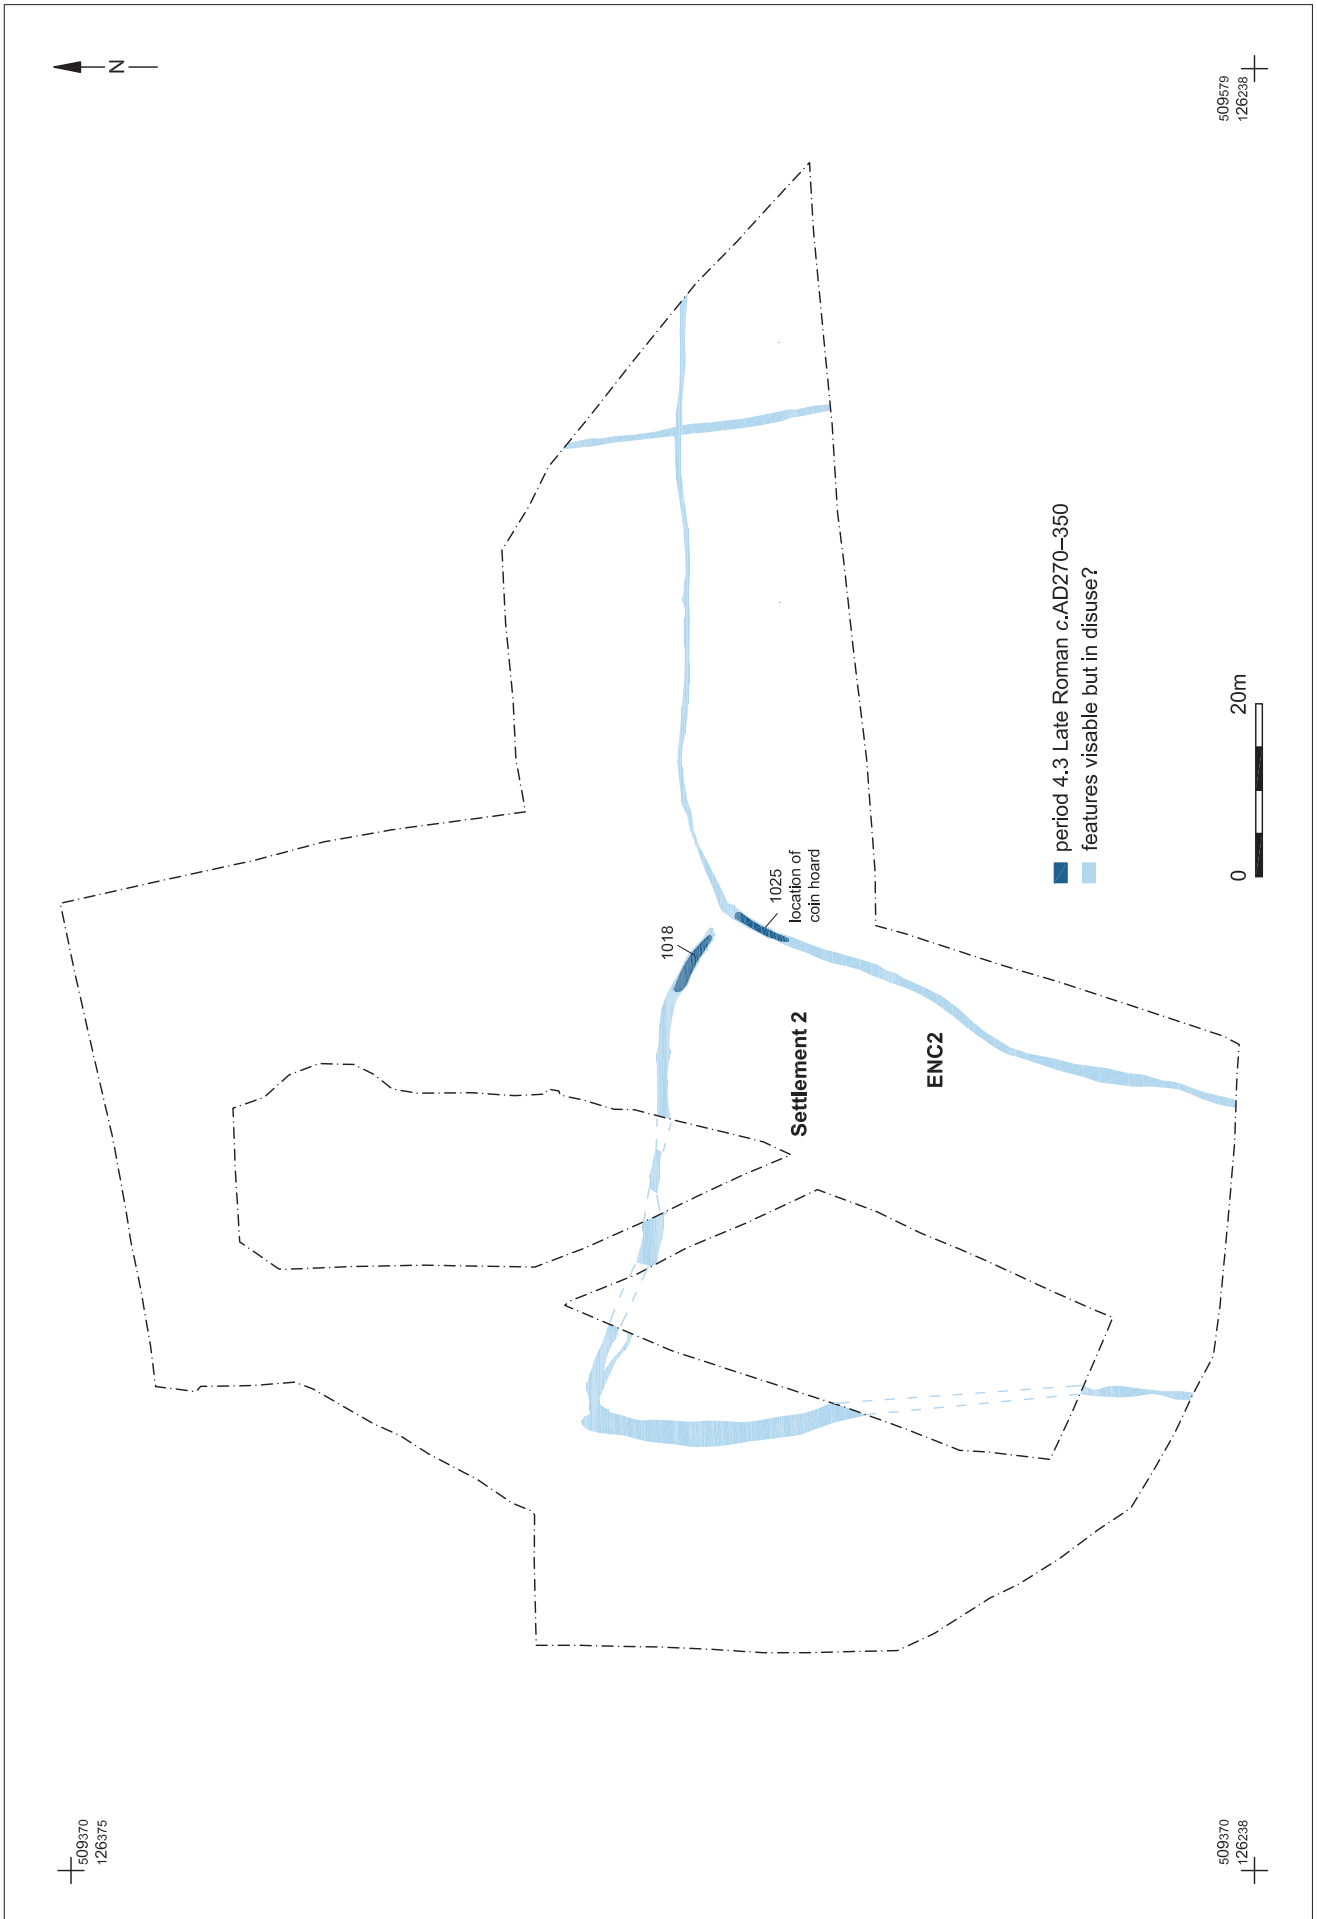 N
509579
126238
1018
1025
location of
coin hoard
Settlement 2
ENC2
period 4.3 Late Roman c.AD270–350
features visable but in disuse?
0
20m
509370
126375
509370
126238